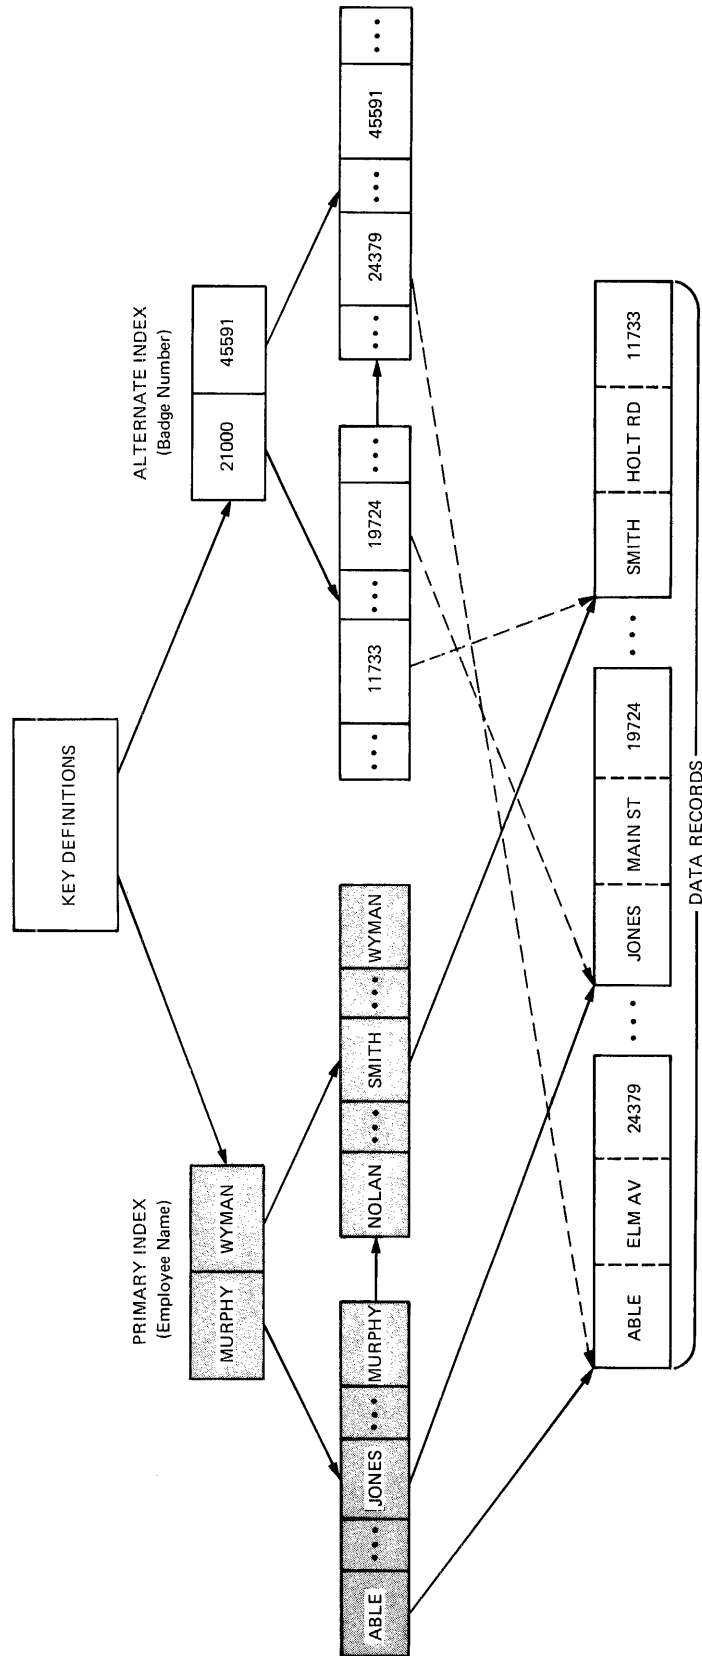 KEY DEFINITIONS
PRIMARY INDEX
(Employee Name)
ALTERNATE INDEX
(Badge Number)
MURPHY WYMAN
21000 45591
ABLE ••• JONES ••• MURPHY
NOLAN ••• SMITH ••• WYMAN
••• 11733 ••• 19724 •••
••• 24379 ••• 45591 •••
ABLE ELM AV 24379 ••• JONES MAIN ST 19724 ••• SMITH HOLT RD 11733
DATA RECORDS